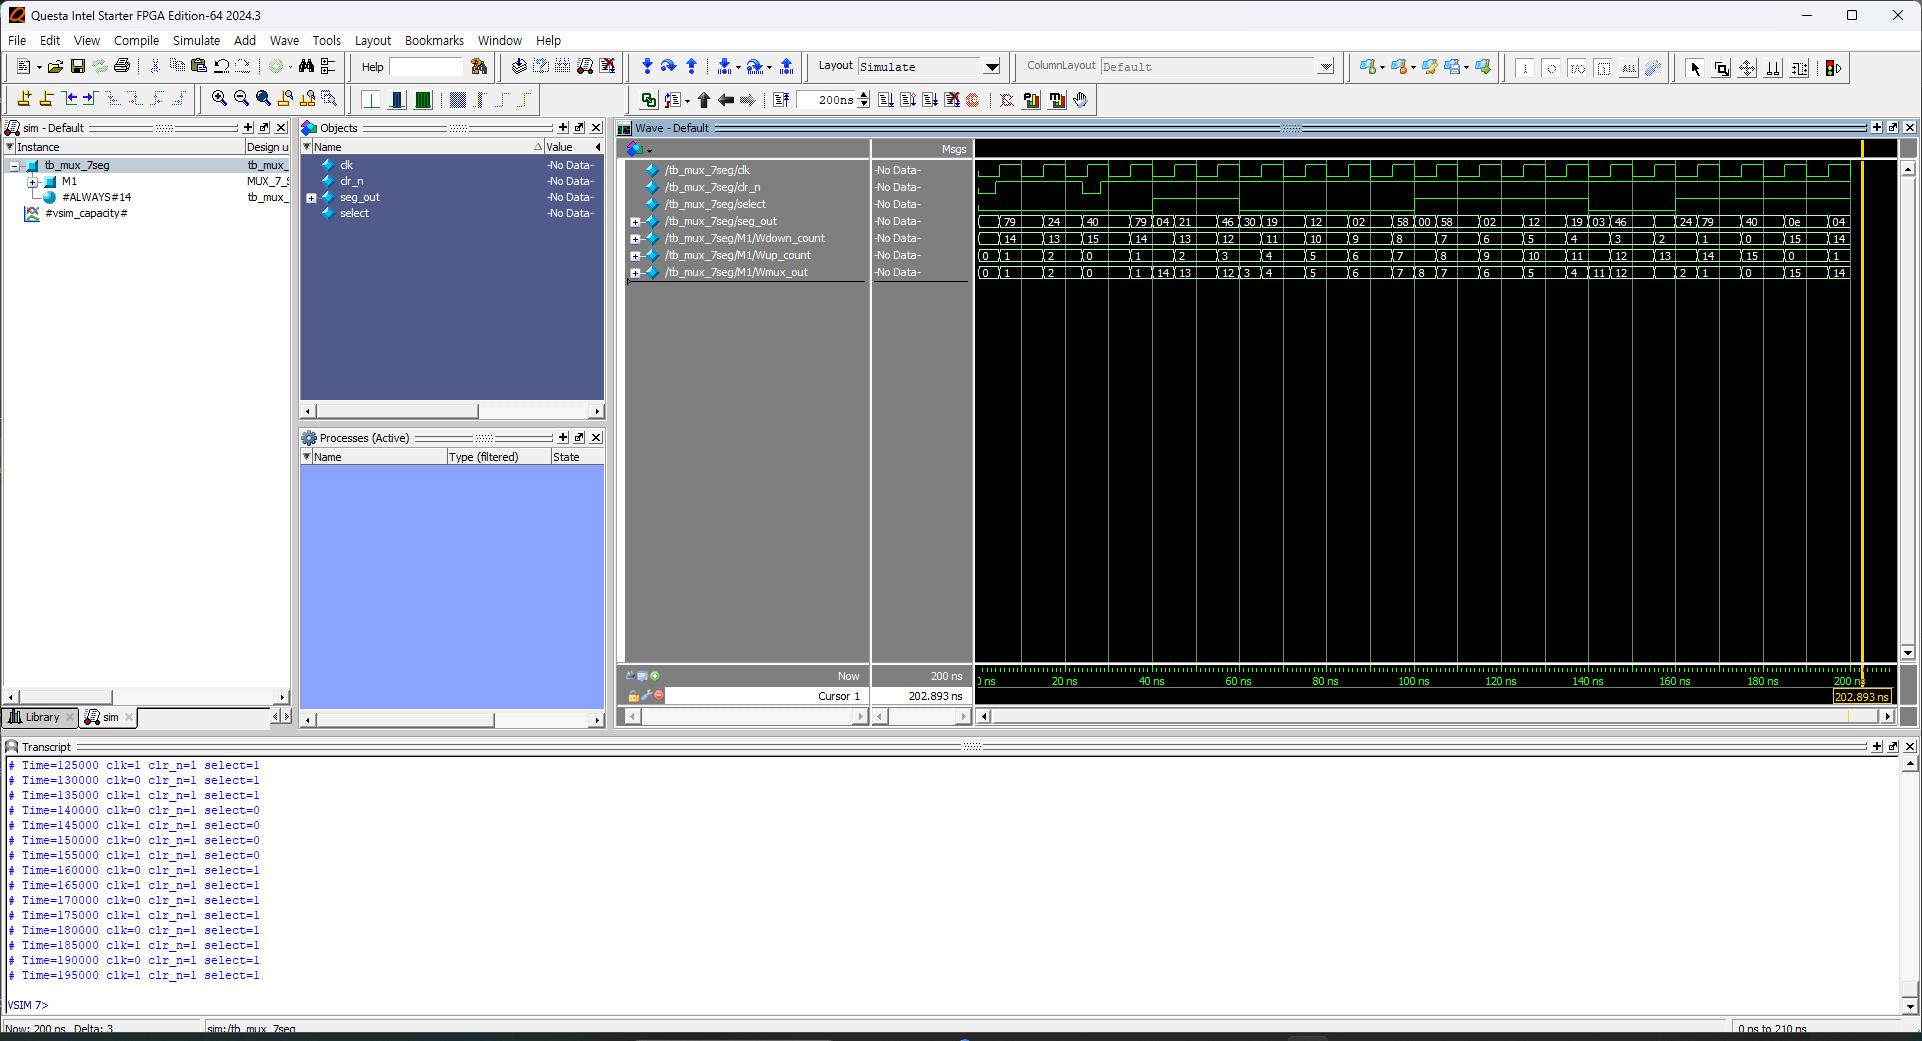 Questa Intel Starter FPGA Edition-64 2024.3
File Edit View Compile Simulate Add Wave Tools Layout Bookmarks Window Help
Help
Layout Simulate
ColumnLayout Default
200ns
sim - Default
Instance Design u
tb_mux_7seg tb_mux_
M1 MUX_7_S
#ALWAYS#14 tb_mux_
#vsim_capacity#
Library sim
Objects
Name Value
clk -No Data-
clr_n -No Data-
seg_out -No Data-
select -No Data-
Processes (Active)
Name Type (filtered) State
Wave - Default
Msgs
/tb_mux_7seg/clk -No Data-
/tb_mux_7seg/clr_n -No Data-
/tb_mux_7seg/select -No Data-
/tb_mux_7seg/seg_out -No Data- 79 24 40 79 04 21 46 30 19 12 02 58 00 58 02 12 19 03 46 24 79 40 0e 04
/tb_mux_7seg/M1/Wdown_count -No Data- 14 13 15 14 13 12 11 10 9 8 7 6 5 4 3 2 1 0 15 14
/tb_mux_7seg/M1/Wup_count -No Data- 0 1 2 0 1 2 3 4 5 6 7 8 9 10 11 12 13 14 15 0 1
/tb_mux_7seg/M1/Wmux_out -No Data- 0 1 2 0 1 14 13 12 3 4 5 6 7 8 7 6 5 4 11 12 2 1 0 15 14
Now 200 ns
ns 20 ns 40 ns 60 ns 80 ns 100 ns 120 ns 140 ns 160 ns 180 ns 200 ns
Cursor 1 202.893 ns
202.893 ns
Transcript
# Time=125000 clk=1 clr_n=1 select=1
# Time=130000 clk=0 clr_n=1 select=1
# Time=135000 clk=1 clr_n=1 select=1
# Time=140000 clk=0 clr_n=1 select=0
# Time=145000 clk=1 clr_n=1 select=0
# Time=150000 clk=0 clr_n=1 select=0
# Time=155000 clk=1 clr_n=1 select=0
# Time=160000 clk=0 clr_n=1 select=1
# Time=165000 clk=1 clr_n=1 select=1
# Time=170000 clk=0 clr_n=1 select=1
# Time=175000 clk=1 clr_n=1 select=1
# Time=180000 clk=0 clr_n=1 select=1
# Time=185000 clk=1 clr_n=1 select=1
# Time=190000 clk=0 clr_n=1 select=1
# Time=195000 clk=1 clr_n=1 select=1
VSIM 7>
Now: 200 ns Delta: 3 sim:/tb_mux_7seg 0 ns to 210 ns